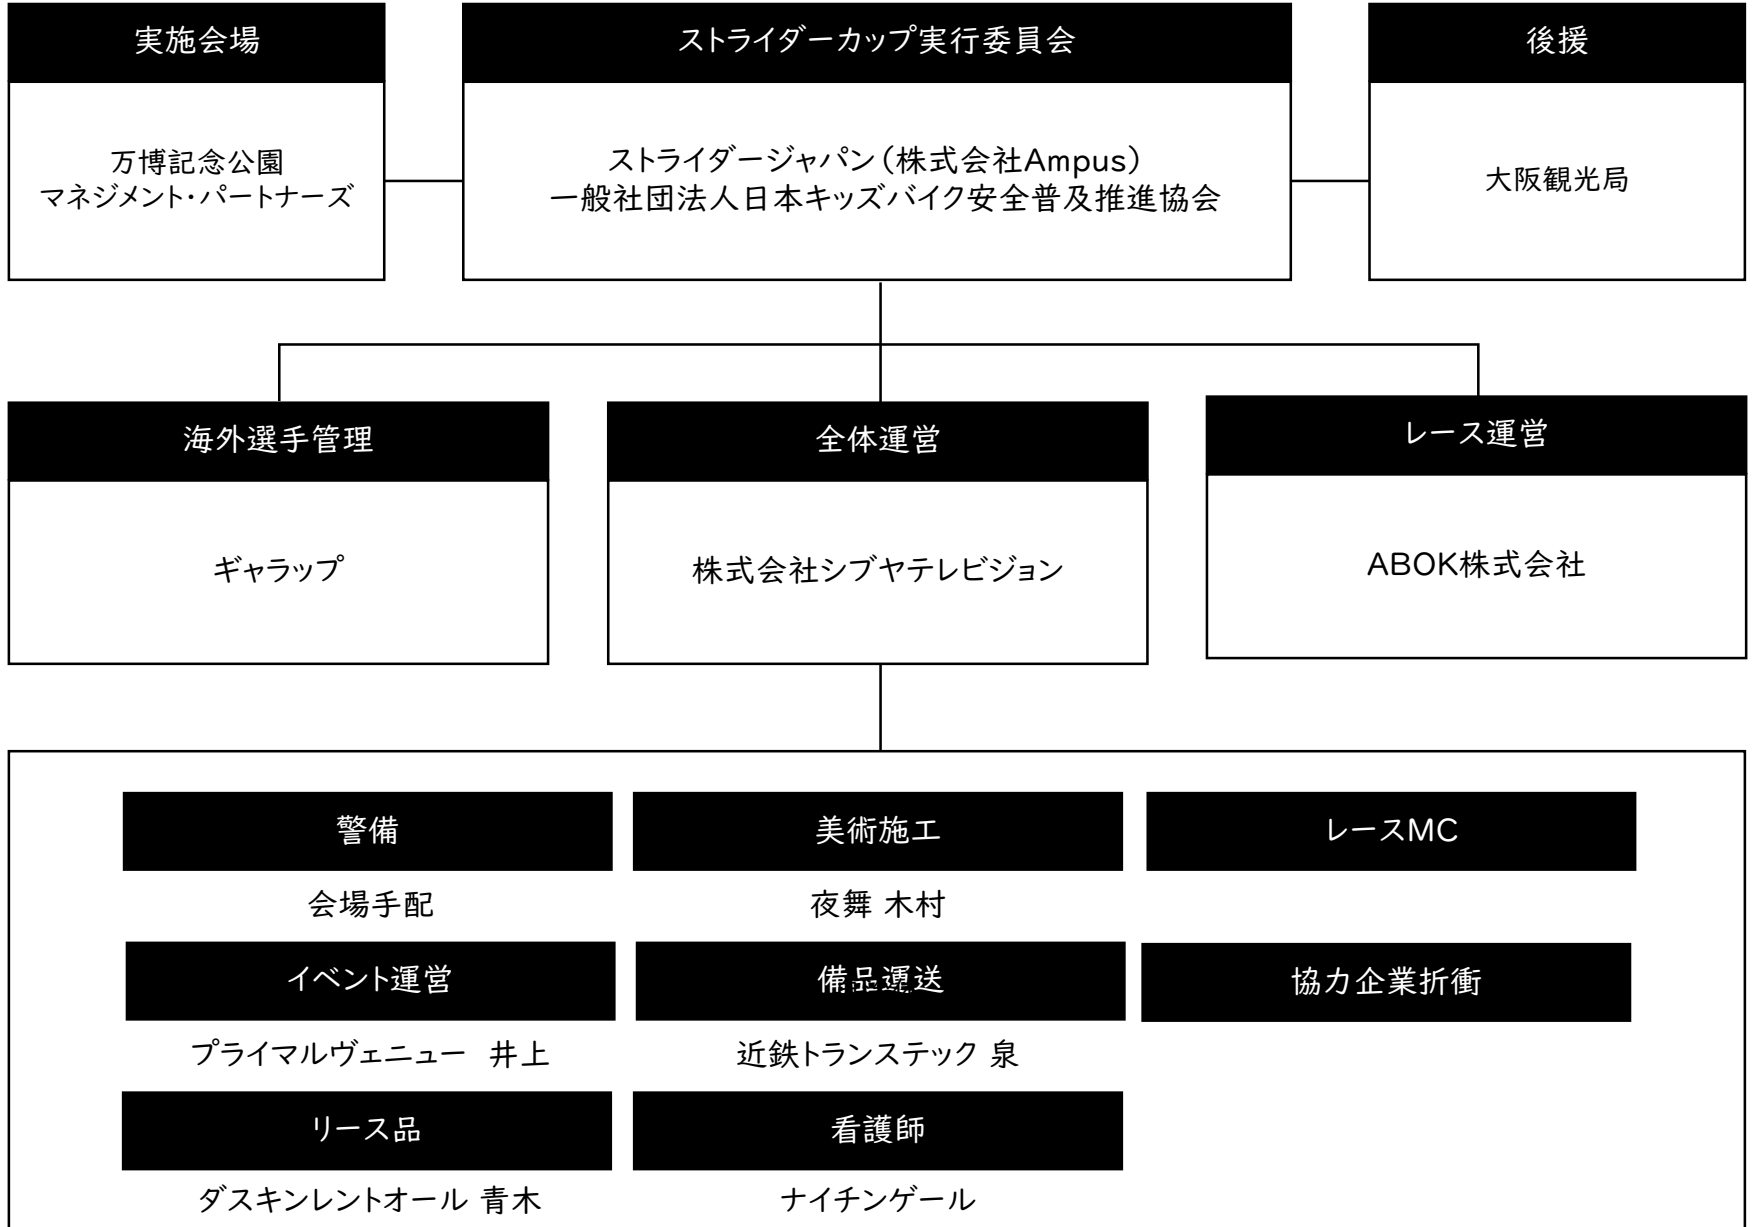 実施会場
ストライダーカップ実行委員会
後援
万博記念公園
マネジメント・パートナーズ
ストライダージャパン（株式会社Ampus）
一般社団法人日本キッズバイク安全普及推進協会
大阪観光局
海外選手管理
全体運営
レース運営
ギャラップ
株式会社シブヤテレビジョン
ABOK株式会社
警備
美術施工
レースMC
会場手配
夜舞 木村
イベント運営
備品運送
協力企業折衝
プライマルヴェニュー　井上
近鉄トランステック 泉
リース品
看護師
ダスキンレントオール 青木
ナイチンゲール